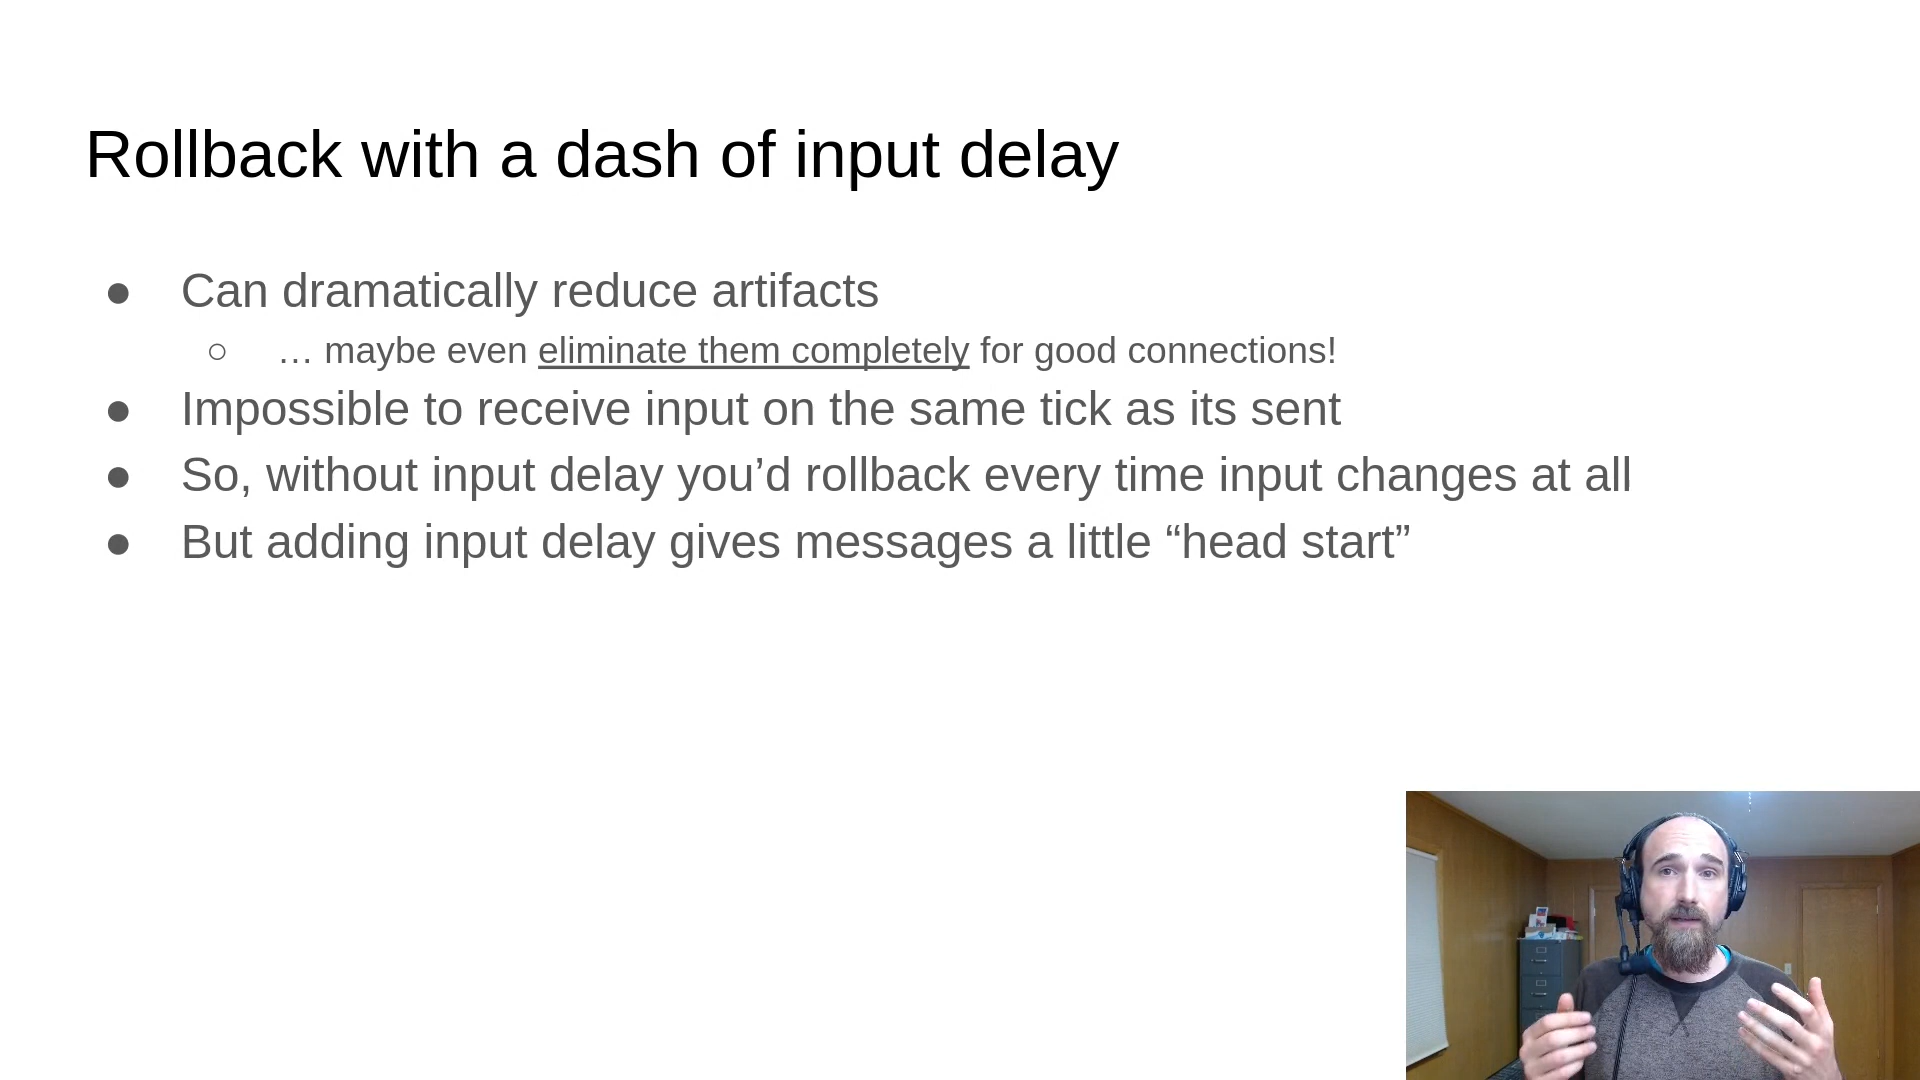 Rollback with a dash of input delay
● Can dramatically reduce artifacts
○ … maybe even eliminate them completely for good connections!
● Impossible to receive input on the same tick as its sent
● So, without input delay you’d rollback every time input changes at all
● But adding input delay gives messages a little “head start”